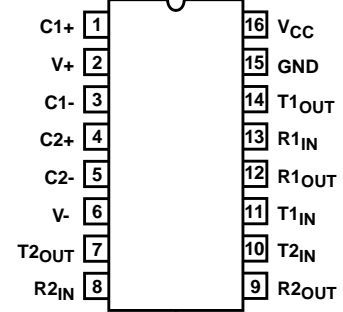 C1+ 1 16 VCC
V+ 2 15 GND
C1- 3 14 T1OUT
C2+ 4 13 R1IN
C2- 5 12 R1OUT
V- 6 11 T1IN
T2OUT 7 10 T2IN
R2IN 8 9 R2OUT